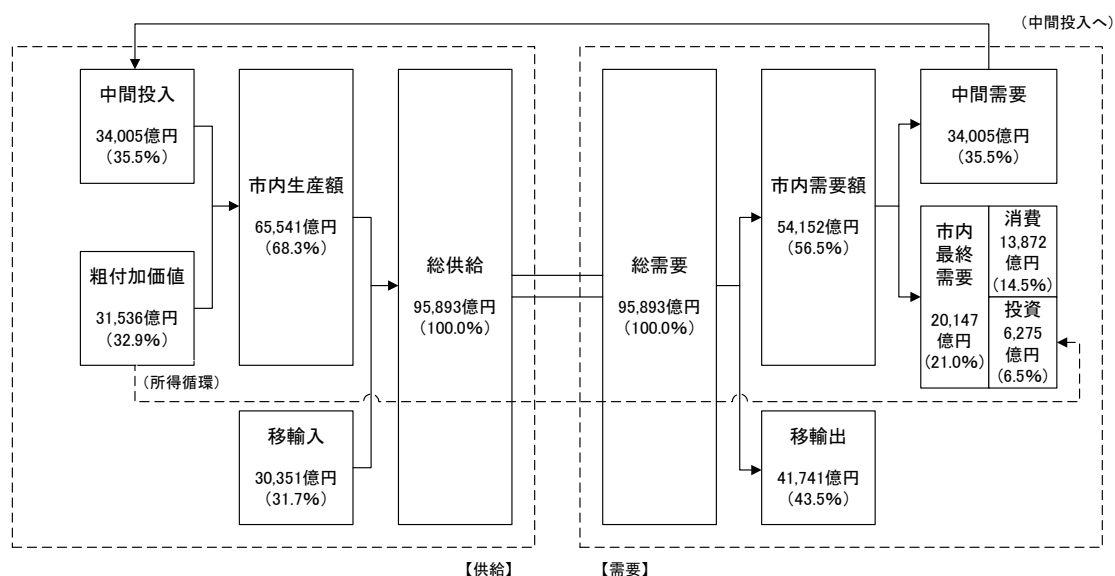 （中間投入へ）
中間投入
34,005億円
（35.5%）
粗付加価値
31,536億円
（32.9%）
（所得循環）
市内生産額
65,541億円
（68.3%）
移輸入
30,351億円
（31.7%）
総供給
95,893億円
（100.0%）
総需要
95,893億円
（100.0%）
市内需要額
54,152億円
（56.5%）
移輸出
41,741億円
（43.5%）
中間需要
34,005億円
（35.5%）
市内
最終
需要
20,147
億円
（21.0%）
消費
13,872
億円
（14.5%）
投資
6,275
億円
（6.5%）
【供給】
【需要】